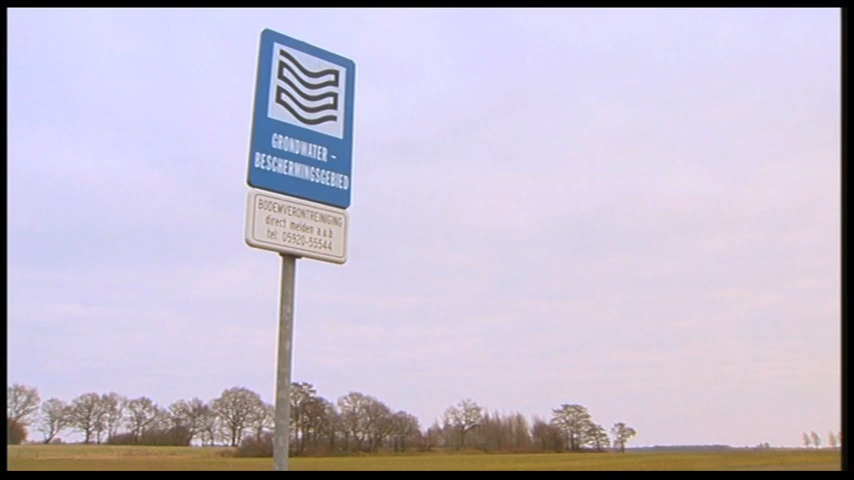 GRONDWATER -
BESCHERMINGSGEBIED
BODEMVERONTREINIGING
direct melden a.u.b.
tel: 05920-55544